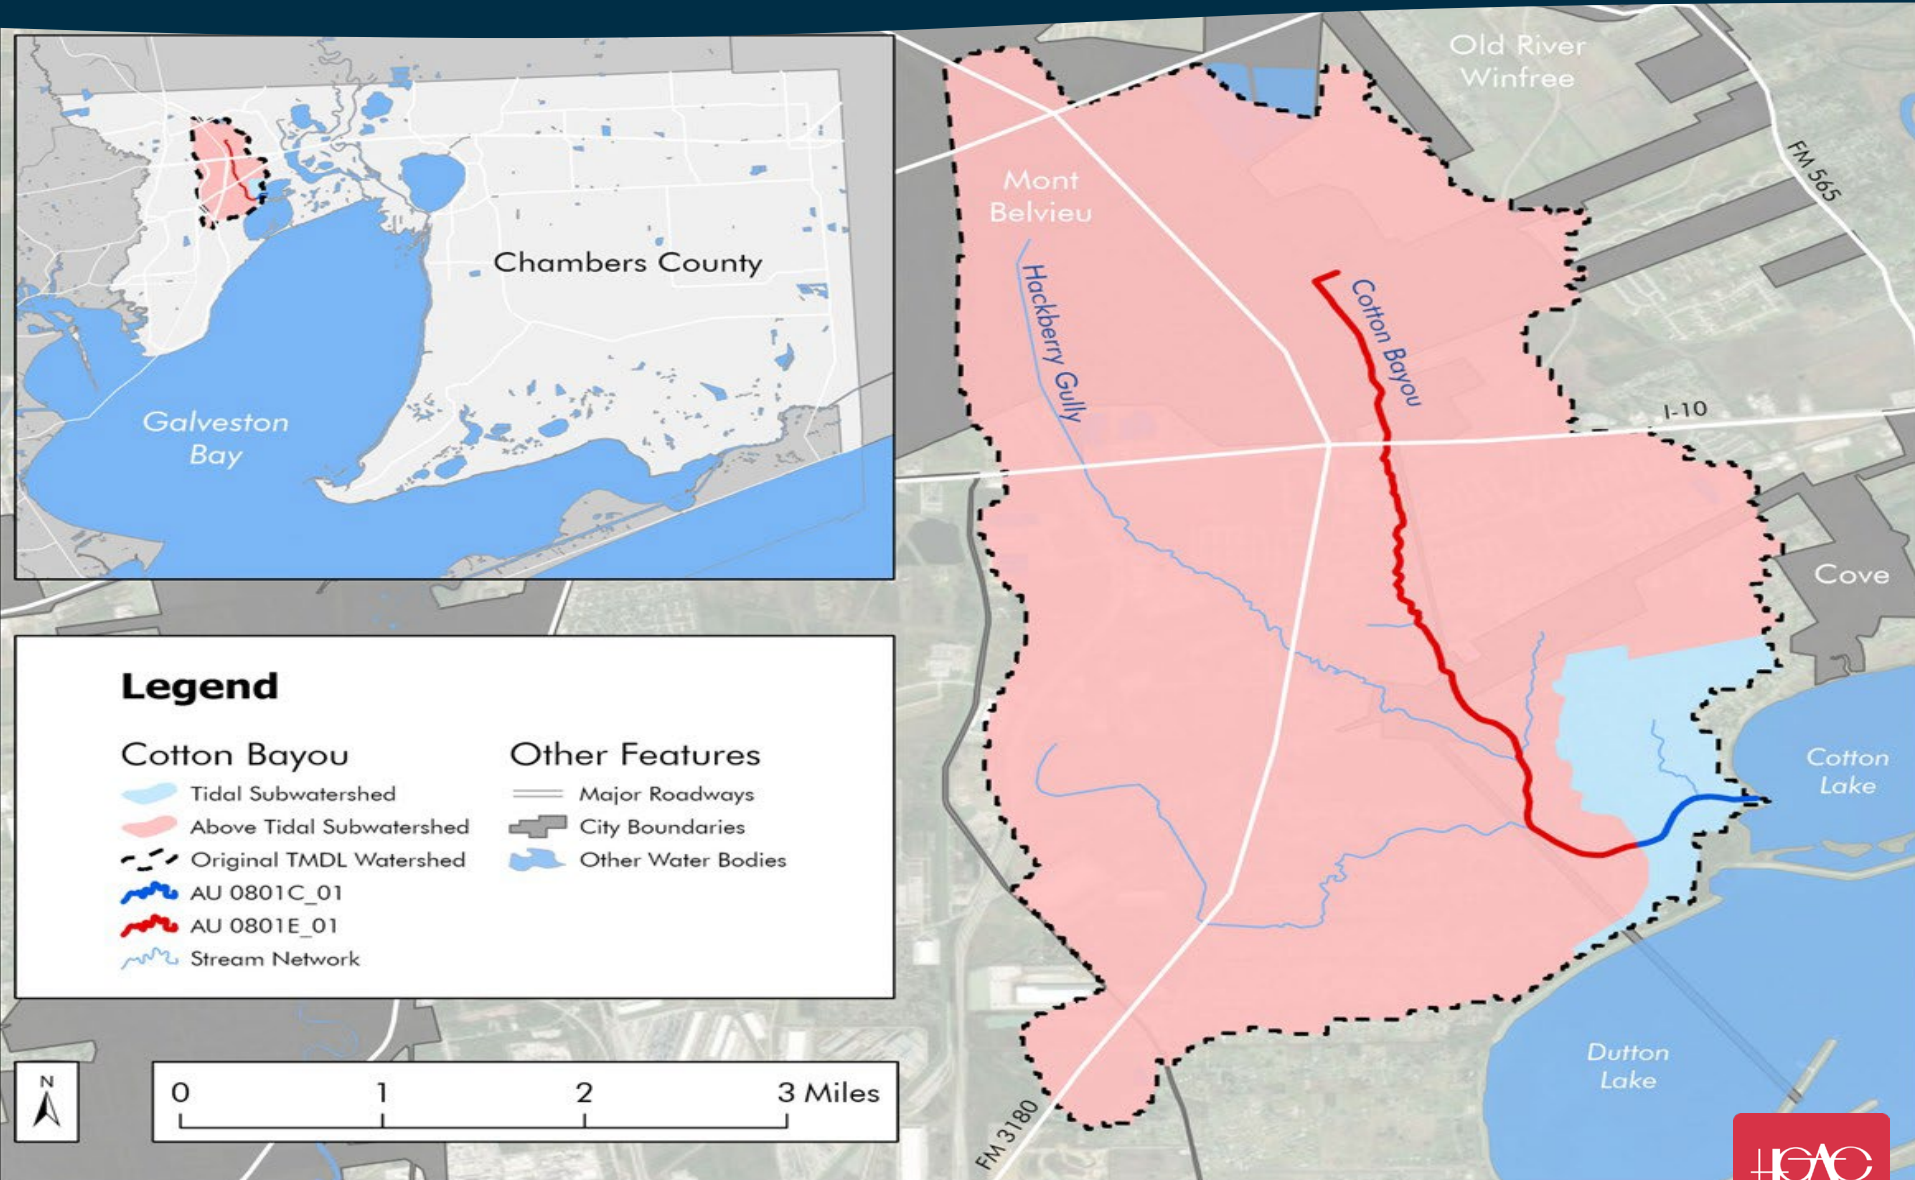 Chambers County
Galveston
Bay
Legend
Cotton Bayou
Tidal Subwatershed
Above Tidal Subwatershed
Original TMDL Watershed
AU 0801C_01
AU 0801E_01
Stream Network
Other Features
Major Roadways
City Boundaries
Other Water Bodies
N
0 1 2 3 Miles
Old River
Winfree
FM 565
Mont
Belvieu
Hackberry Gully
Cotton Bayou
I-10
Cove
Cotton
Lake
Dutton
Lake
FM 3180
HGAC